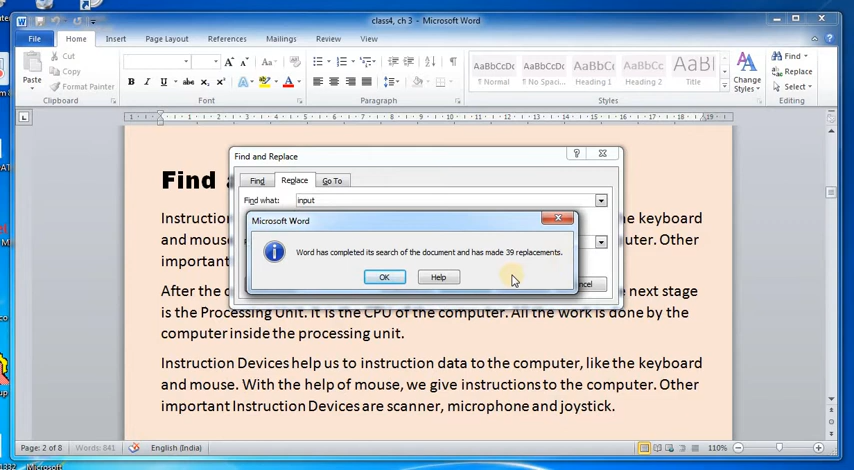 class4, ch 3 - Microsoft Word
File Home Insert Page Layout References Mailings Review View
Cut
Copy
Format Painter
Paste
Clipboard
Font
Paragraph
AaBbCcDc AaBbCcDc AaBbC AaBbCc AaBl
¶ Normal ¶ No Spaci... Heading 1 Heading 2 Title
Change Styles
Styles
Find
Replace
Select
Editing
Find
Find and Replace
Find Replace Go To
Find what: input
Microsoft Word
Word has completed its search of the document and has made 39 replacements.
OK Help
Instruction
and mouse
important
he keyboard
uter. Other
After the
next stage
is the Processing Unit. It is the CPU of the computer. All the work is done by the
computer inside the processing unit.
Instruction Devices help us to instruction data to the computer, like the keyboard
and mouse. With the help of mouse, we give instructions to the computer. Other
important Instruction Devices are scanner, microphone and joystick.
Page: 2 of 8 Words: 841 English (India) 110%